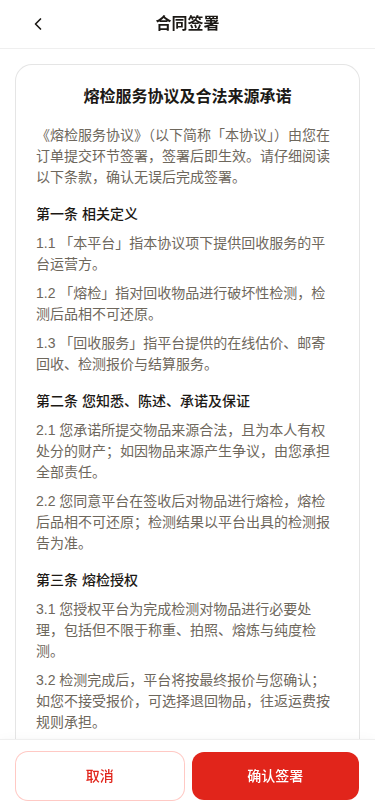 合同签署
熔检服务协议及合法来源承诺
《熔检服务协议》（以下简称「本协议」）由您在
订单提交环节签署，签署后即生效。请仔细阅读
以下条款，确认无误后完成签署。
第一条 相关定义
1.1 「本平台」指本协议项下提供回收服务的平
台运营方。
1.2 「熔检」指对回收物品进行破坏性检测，检
测后品相不可还原。
1.3 「回收服务」指平台提供的在线估价、邮寄
回收、检测报价与结算服务。
第二条 您知悉、陈述、承诺及保证
2.1 您承诺所提交物品来源合法，且为本人有权
处分的财产；如因物品来源产生争议，由您承担
全部责任。
2.2 您同意平台在签收后对物品进行熔检，熔检
后品相不可还原；检测结果以平台出具的检测报
告为准。
第三条 熔检授权
3.1 您授权平台为完成检测对物品进行必要处
理，包括但不限于称重、拍照、熔炼与纯度检
测。
3.2 检测完成后，平台将按最终报价与您确认；
如您不接受报价，可选择退回物品，往返运费按
规则承担。
取消
确认签署